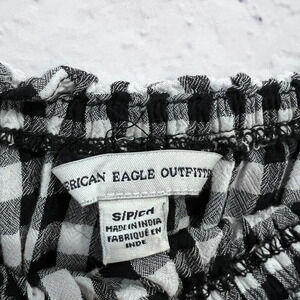 ERICAN EAGLE OUTFITTE
S/P/CH
MADE IN INDIA
FABRIQUÉ EN
INDE